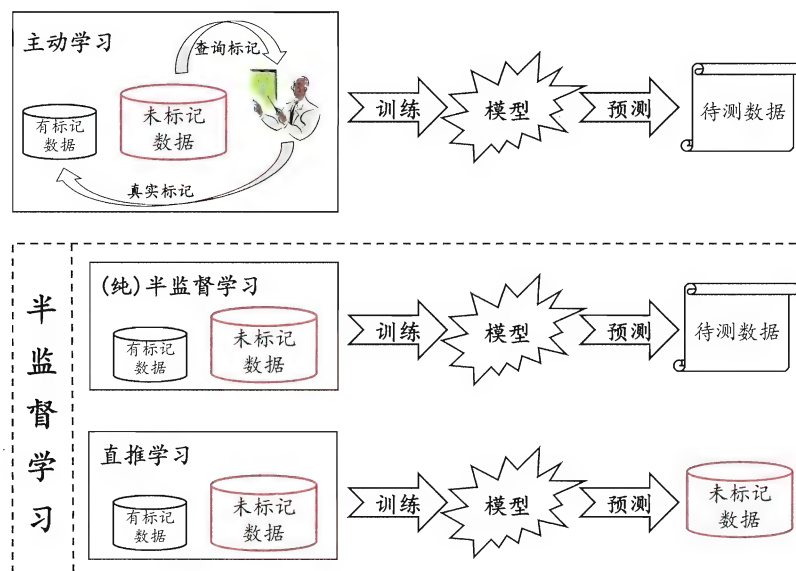 主动学习
查询标记
有标记
数据
未标记
数据
真实标记
训练
模型
预测
待测数据
半监督学习
(纯)半监督学习
有标记
数据
未标记
数据
训练
模型
预测
待测数据
直推学习
有标记
数据
未标记
数据
训练
模型
预测
未标记
数据